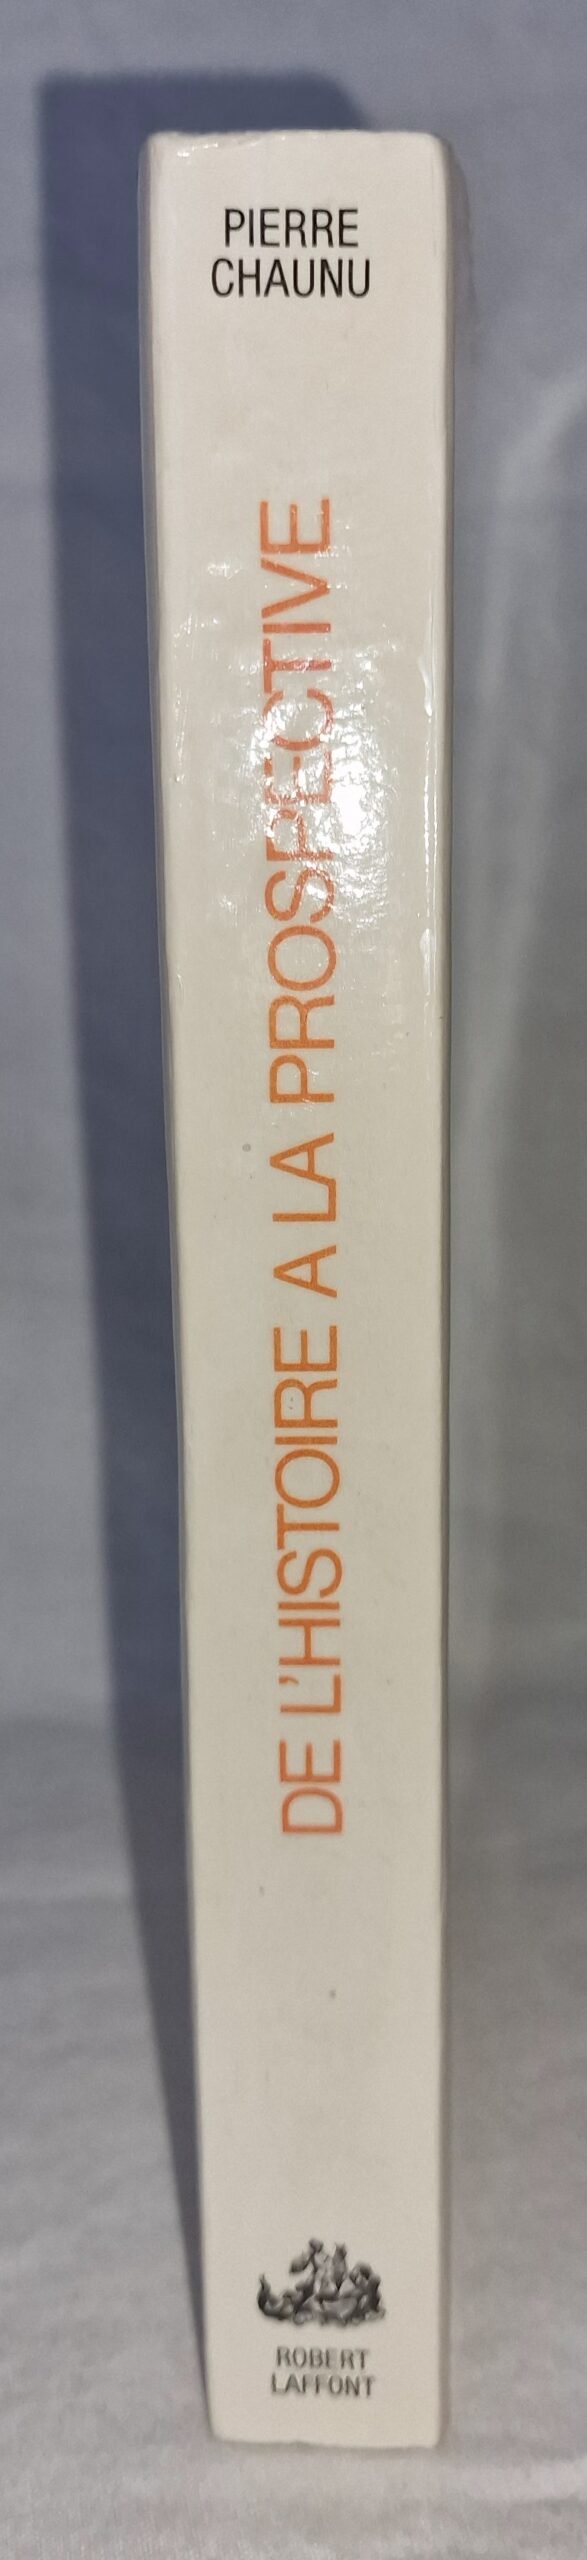 PIERRE
CHAUNU
DE L'HISTOIRE A LA PROSPECTIVE
ROBERT
LAFFONT